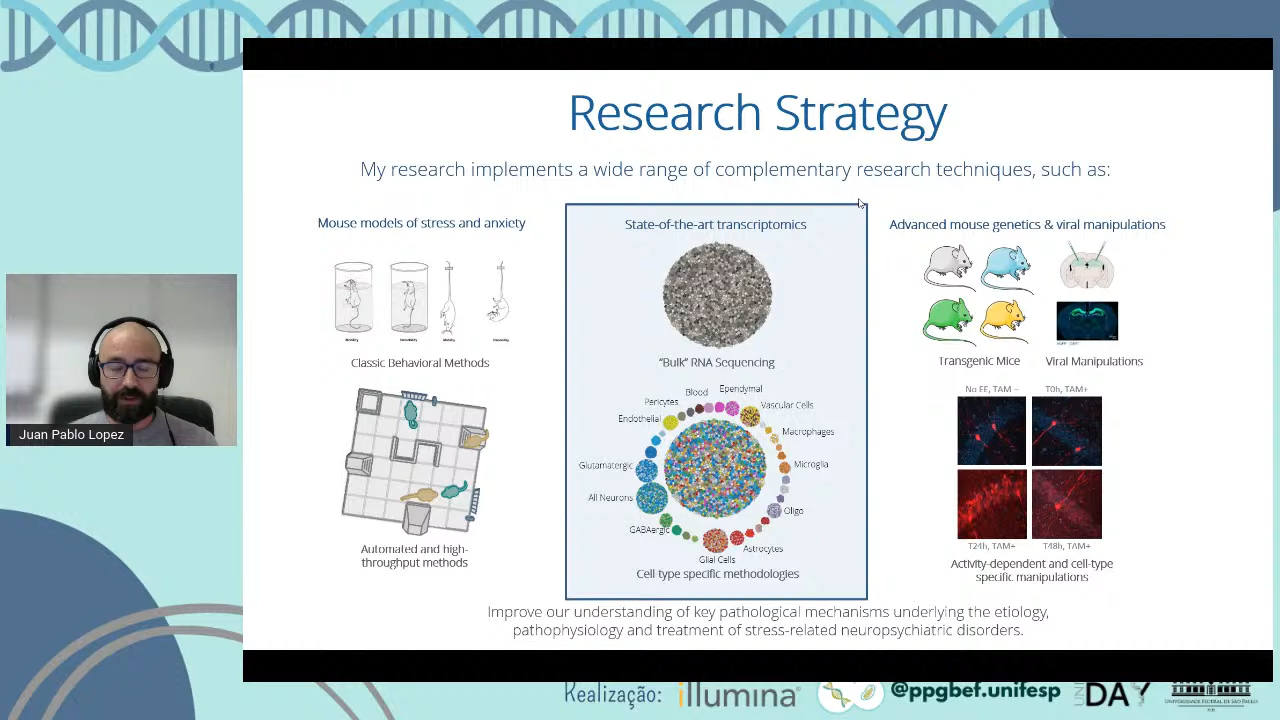 Research Strategy
My research implements a wide range of complementary research techniques, such as:
Mouse models of stress and anxiety
Classic Behavioral Methods
Automated and high-
throughput methods
State-of-the-art transcriptomics
"Bulk" RNA Sequencing
Ependymal
Blood
Pericytes
Vascular Cells
Endothelia
Macrophages
Glutamatergic
Microglia
All Neurons
Oligo
GABAergic
Astrocytes
Glial Cells
Cell-type specific methodologies
Advanced mouse genetics & viral manipulations
Transgenic Mice
Viral Manipulations
No EE, TAM –
T0h, TAM+
T24h, TAM+
T48h, TAM+
Activity-dependent and cell-type
specific manipulations
Improve our understanding of key pathological mechanisms underlying the etiology,
pathophysiology and treatment of stress-related neuropsychiatric disorders.
Juan Pablo Lopez
Realização: illumina® @ppgbef.unifesp DAY